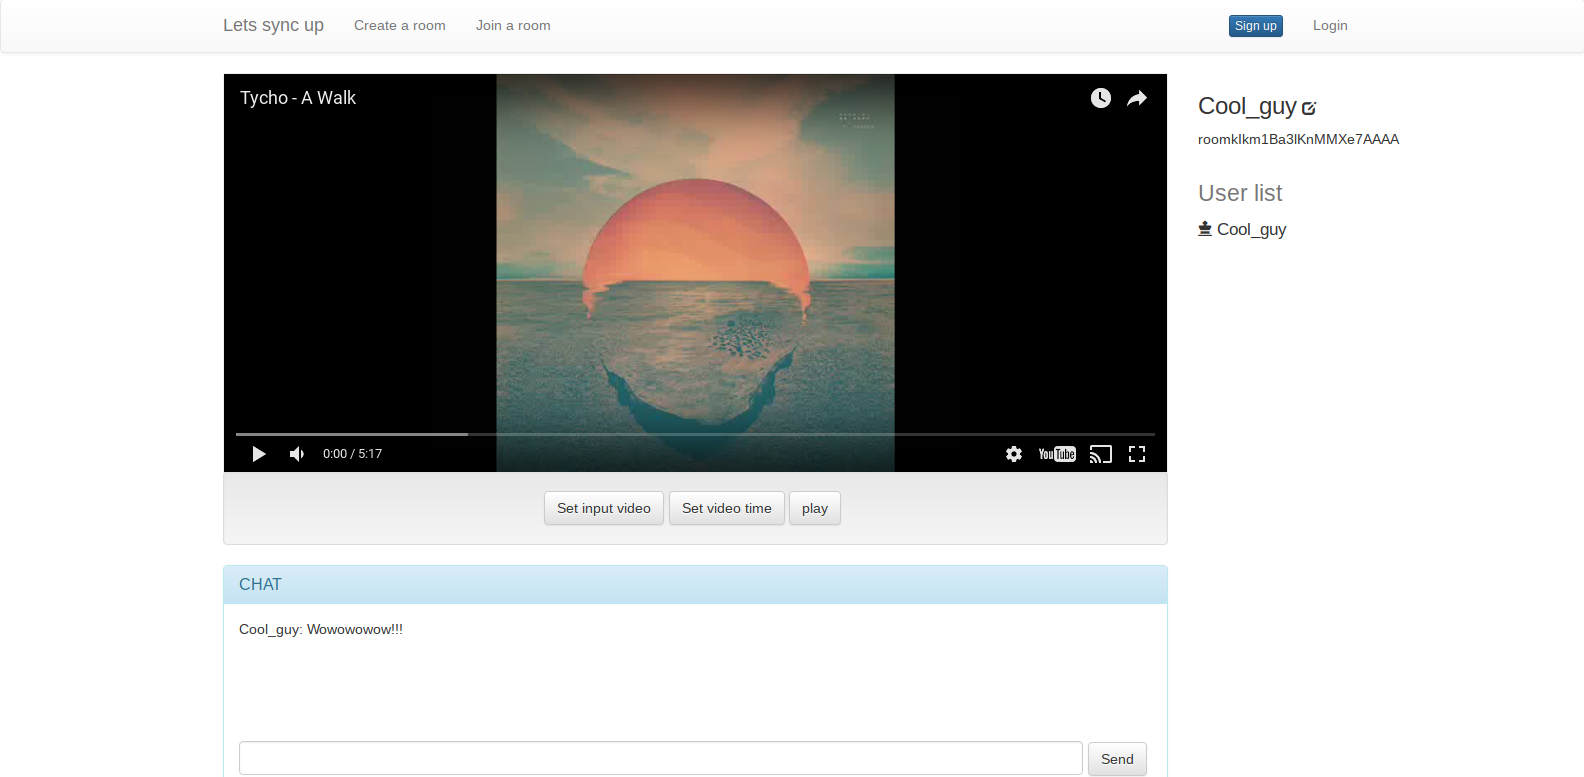 Lets sync up Create a room Join a room Sign up Login
Tycho - A Walk
0:00 / 5:17 YouTube
Set input video Set video time play
Cool_guy
User list
Cool_guy
CHAT
Cool_guy: Wowowowow!!!
Send